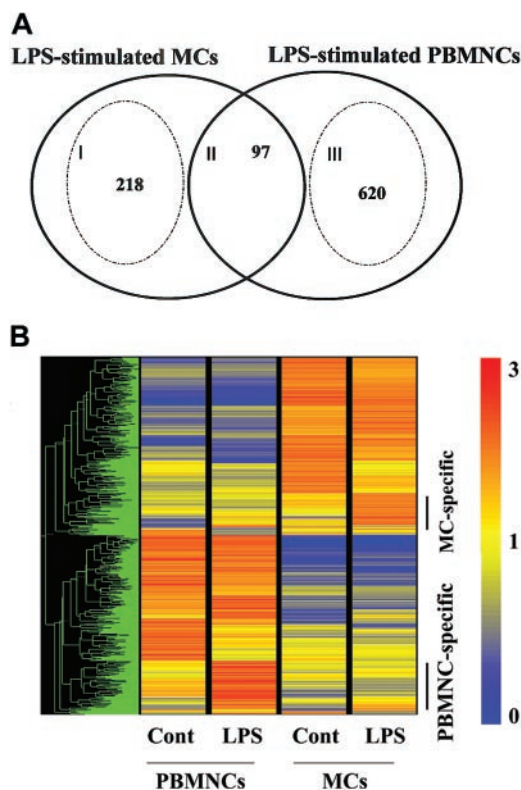 A
LPS-stimulated MCs
LPS-stimulated PBMNCs
I
II
97
III
218
620
B
3
1
0
MC-specific
PBMNC-specific
Cont
LPS
Cont
LPS
PBMNCs
MCs